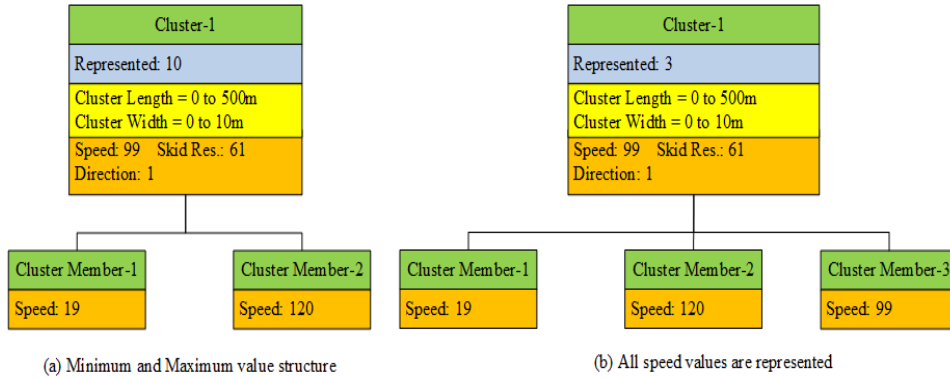 Cluster-1
Represented: 10
Cluster Length = 0 to 500m
Cluster Width = 0 to 10m
Speed: 99 Skid Res.: 61
Direction: 1
Cluster Member-1
Speed: 19
Cluster Member-2
Speed: 120
(a) Minimum and Maximum value structure
Cluster-1
Represented: 3
Cluster Length = 0 to 500m
Cluster Width = 0 to 10m
Speed: 99 Skid Res.: 61
Direction: 1
Cluster Member-1
Speed: 19
Cluster Member-2
Speed: 120
Cluster Member-3
Speed: 99
(b) All speed values are represented